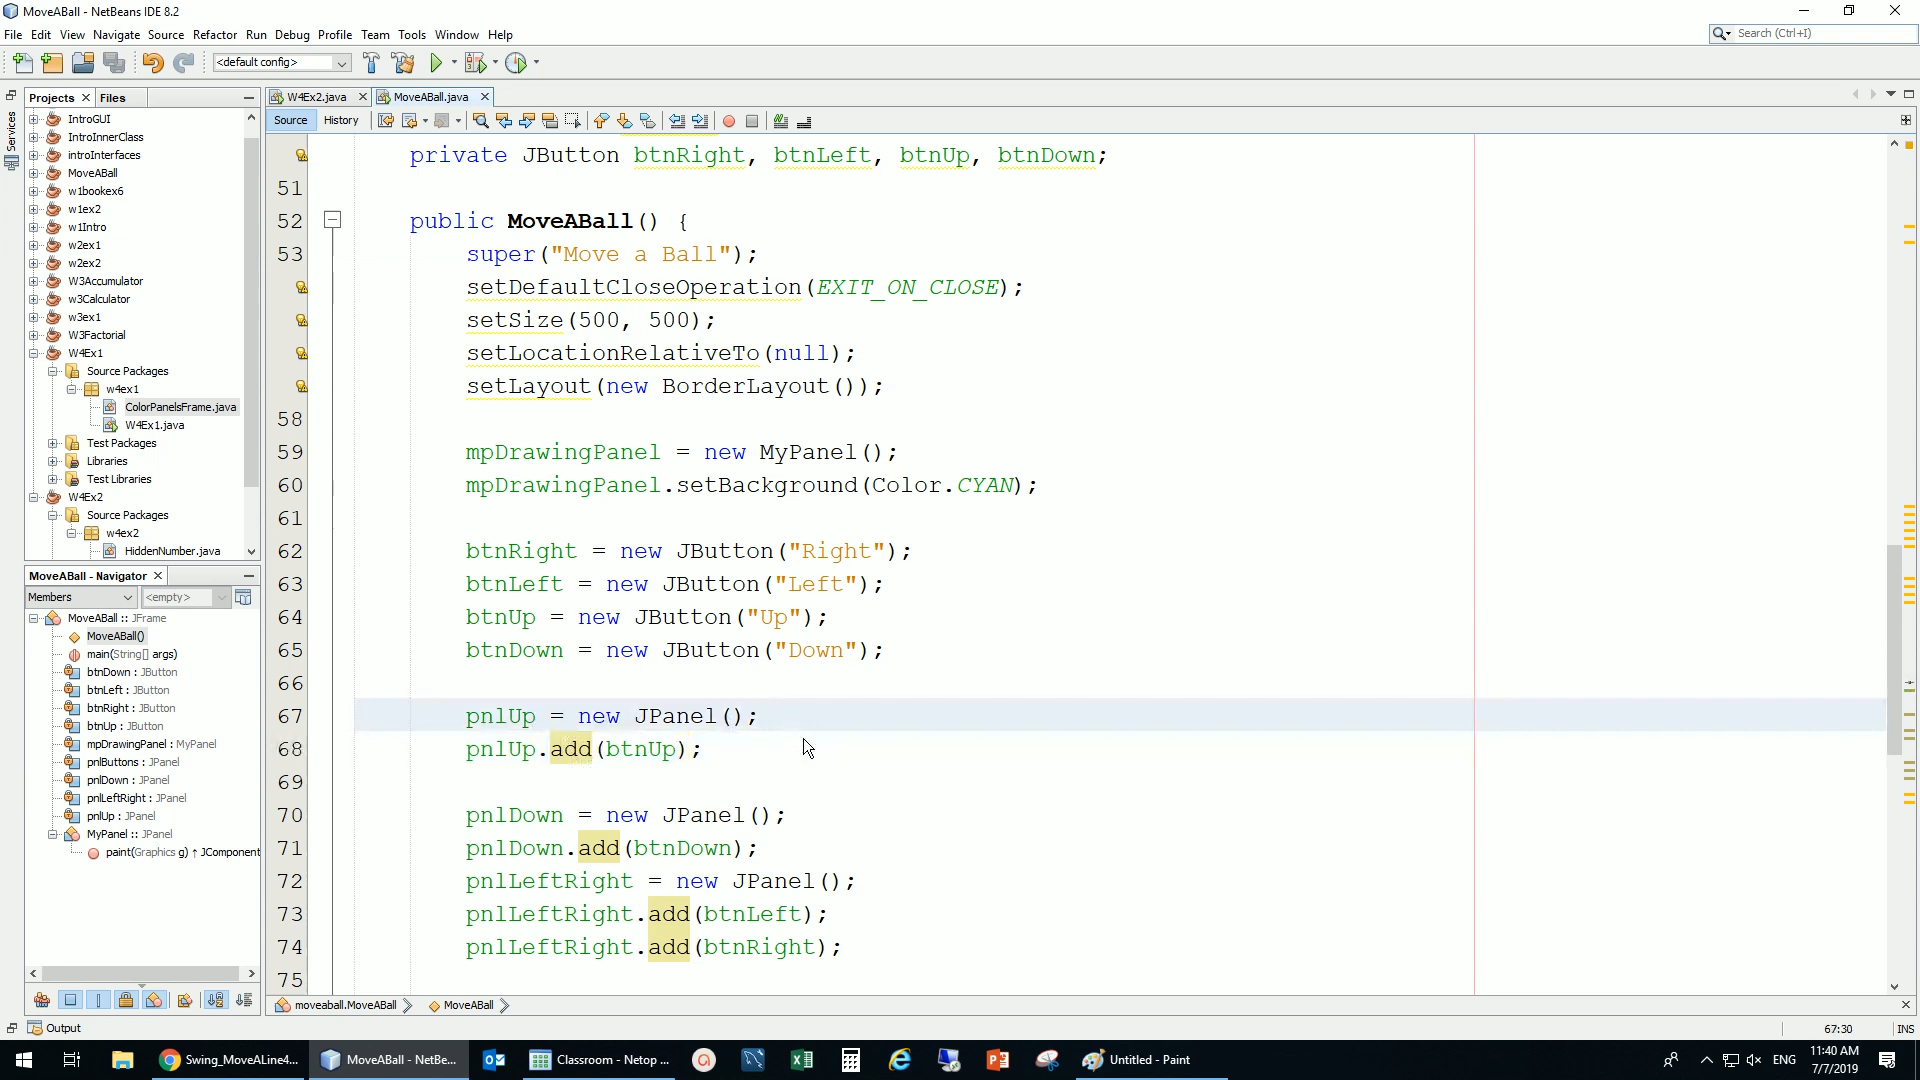 MoveABall - NetBeans IDE 8.2
File Edit View Navigate Source Refactor Run Debug Profile Team Tools Window Help
Search (Ctrl+I)
<default config>
Projects Files
Services
IntroGUI
IntroInnerClass
introInterfaces
MoveABall
w1bookex6
w1ex2
w1Intro
w2ex1
w2ex2
W3Accumulator
w3Calculator
w3ex1
W3Factorial
W4Ex1
Source Packages
w4ex1
ColorPanelsFrame.java
W4Ex1.java
Test Packages
Libraries
Test Libraries
W4Ex2
Source Packages
w4ex2
HiddenNumber.java
MoveABall - Navigator
Members <empty>
MoveABall :: JFrame
MoveABall()
main(String[] args)
btnDown : JButton
btnLeft : JButton
btnRight : JButton
btnUp : JButton
mpDrawingPanel : MyPanel
pnlButtons : JPanel
pnlDown : JPanel
pnlLeftRight : JPanel
pnlUp : JPanel
MyPanel :: JPanel
paint(Graphics g) ↑ JComponent
W4Ex2.java MoveABall.java
Source History
private JButton btnRight, btnLeft, btnUp, btnDown;
51
52 public MoveABall() {
53 super("Move a Ball");
setDefaultCloseOperation(EXIT_ON_CLOSE);
setSize(500, 500);
setLocationRelativeTo(null);
setLayout(new BorderLayout());
58
59 mpDrawingPanel = new MyPanel();
60 mpDrawingPanel.setBackground(Color.CYAN);
61
62 btnRight = new JButton("Right");
63 btnLeft = new JButton("Left");
64 btnUp = new JButton("Up");
65 btnDown = new JButton("Down");
66
67 pnlUp = new JPanel();
68 pnlUp.add(btnUp);
69
70 pnlDown = new JPanel();
71 pnlDown.add(btnDown);
72 pnlLeftRight = new JPanel();
73 pnlLeftRight.add(btnLeft);
74 pnlLeftRight.add(btnRight);
75
moveaball.MoveABall MoveABall
Output
67:30 INS
Swing_MoveALine4... MoveABall - NetBe... Classroom - Netop ... Untitled - Paint
ENG
11:40 AM
7/7/2019